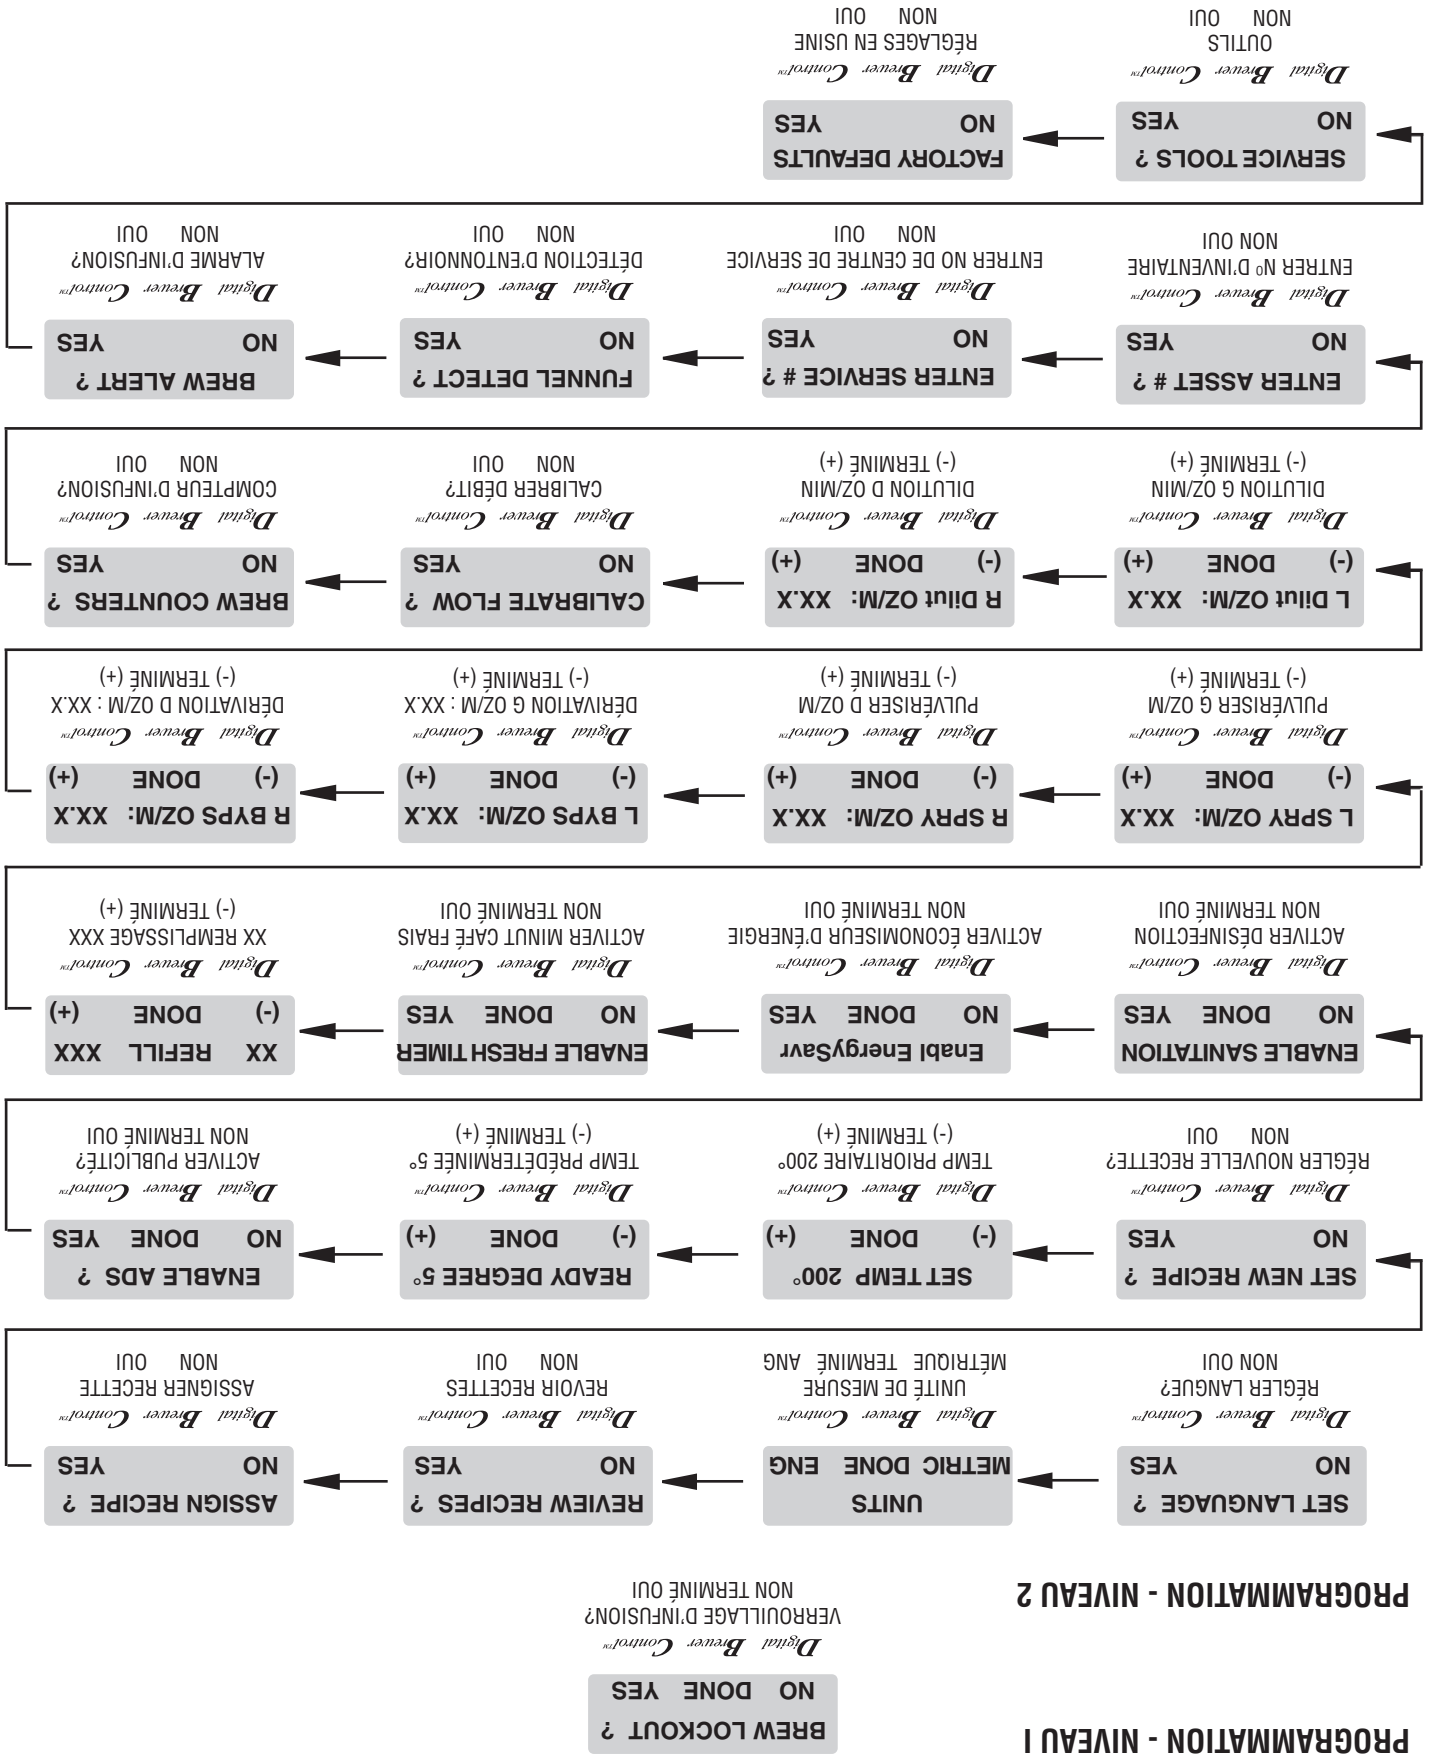 PROGRAMMATION - NIVEAU 1
BREW LOCKOUT ?
NO DONE YES
Digital Brewer Control™
VERROUILLAGE D'INFUSION?
NON TERMINÉ OUI
PROGRAMMATION - NIVEAU 2
SET LANGUAGE ?
NO YES
Digital Brewer Control™
RÉGLER LANGUE?
NON OUI
UNITS
METRIC DONE ENG
Digital Brewer Control™
UNITÉ DE MESURE
MÉTRIQUE TERMINÉ ANG
REVIEW RECIPES ?
NO YES
Digital Brewer Control™
REVOIR RECETTES
NON OUI
ASSIGN RECIPE ?
NO YES
Digital Brewer Control™
ASSIGNER RECETTE
NON OUI
SET NEW RECIPE ?
NO YES
Digital Brewer Control™
RÉGLER NOUVELLE RECETTE?
NON OUI
SET TEMP 200°
(-) DONE (+)
Digital Brewer Control™
TEMP PRIORITAIRE 200°
(-) TERMINÉ (+)
READY DEGREE 5°
(-) DONE (+)
Digital Brewer Control™
TEMP PRÉDÉTERMINÉE 5°
(-) TERMINÉ (+)
ENABLE ADS ?
NO DONE YES
Digital Brewer Control™
ACTIVER PUBLICITÉ?
NON TERMINÉ OUI
ENABLE SANITATION
NO DONE YES
Digital Brewer Control™
ACTIVER DÉSINFECTION
NON TERMINÉ OUI
Enabl EnergySavr
NO DONE YES
Digital Brewer Control™
ACTIVER ÉCONOMISEUR D'ÉNERGIE
NON TERMINÉ OUI
ENABLE FRESH TIMER
NO DONE YES
Digital Brewer Control™
ACTIVER MINUT CAFÉ FRAIS
NON TERMINÉ OUI
XX REFILL XXX
(-) DONE (+)
Digital Brewer Control™
XX REMPLISSAGE XXX
(-) TERMINÉ (+)
L SPRY OZ/M: XX.X
(-) DONE (+)
Digital Brewer Control™
PULVÉRISER G OZ/M
(-) TERMINÉ (+)
R SPRY OZ/M: XX.X
(-) DONE (+)
Digital Brewer Control™
PULVÉRISER D OZ/M
(-) TERMINÉ (+)
L BYPS OZ/M: XX.X
(-) DONE (+)
Digital Brewer Control™
DÉRIVATION G OZ/M : XX.X
(-) TERMINÉ (+)
R BYPS OZ/M: XX.X
(-) DONE (+)
Digital Brewer Control™
DÉRIVATION D OZ/M : XX.X
(-) TERMINÉ (+)
L Dilut OZ/M: XX.X
(-) DONE (+)
Digital Brewer Control™
DILUTION G OZ/MIN
(-) TERMINÉ (+)
R Dilut OZ/M: XX.X
(-) DONE (+)
Digital Brewer Control™
DILUTION D OZ/MIN
(-) TERMINÉ (+)
CALIBRATE FLOW ?
NO YES
Digital Brewer Control™
CALIBRER DÉBIT?
NON OUI
BREW COUNTERS ?
NO YES
Digital Brewer Control™
COMPTEUR D'INFUSION?
NON OUI
ENTER ASSET # ?
NO YES
Digital Brewer Control™
ENTRER Nº D'INVENTAIRE
NON OUI
ENTER SERVICE # ?
NO YES
Digital Brewer Control™
ENTRER NO DE CENTRE DE SERVICE
NON OUI
FUNNEL DETECT ?
NO YES
Digital Brewer Control™
DÉTECTION D'ENTONNOIR?
NON OUI
BREW ALERT ?
NO YES
Digital Brewer Control™
ALARME D'INFUSION?
NON OUI
SERVICE TOOLS ?
NO YES
Digital Brewer Control™
OUTILS
NON OUI
FACTORY DEFAULTS
NO YES
Digital Brewer Control™
RÉGLAGES EN USINE
NON OUI